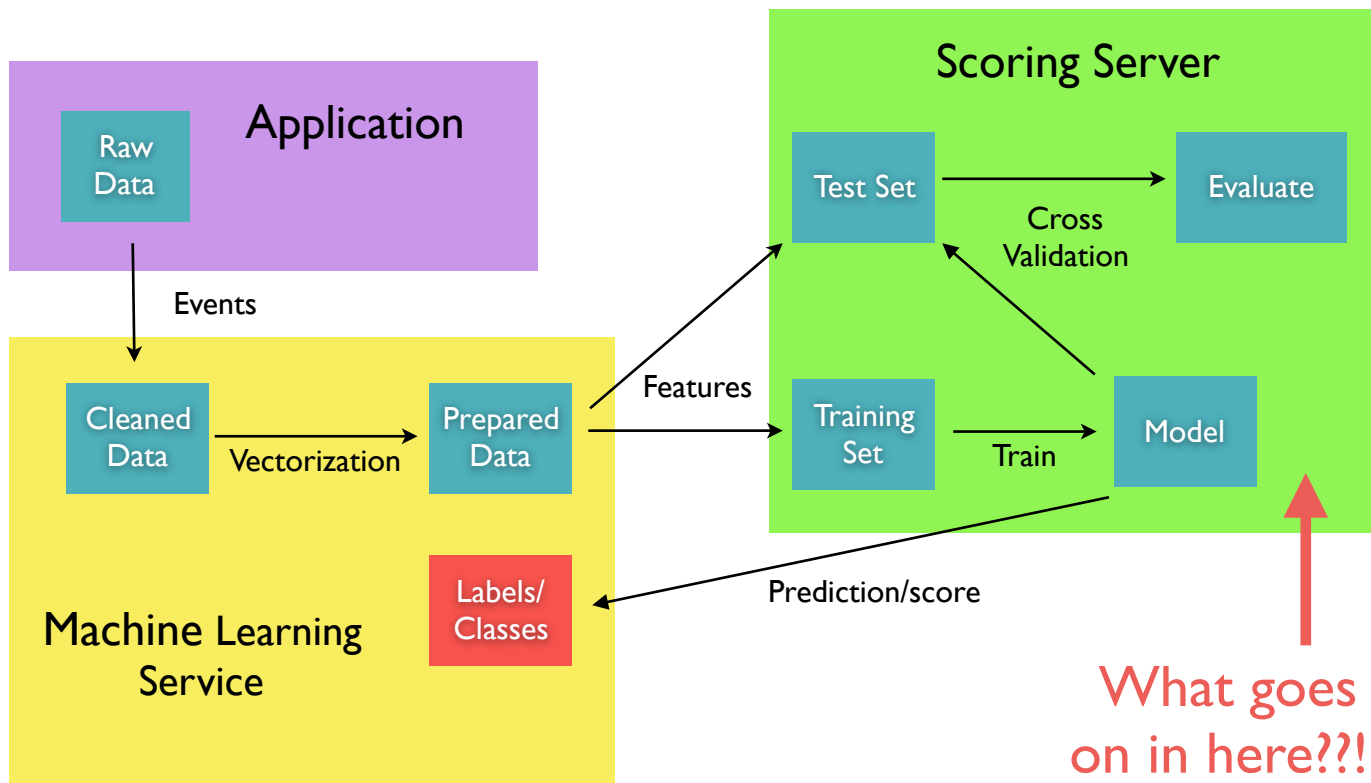 Application
Raw
Data
Events
Scoring Server
Test Set
Cross
Validation
Evaluate
Cleaned
Data
Vectorization
Prepared
Data
Features
Training
Set
Train
Model
Labels/
Classes
Prediction/score
Machine Learning
Service
What goes
on in here??!